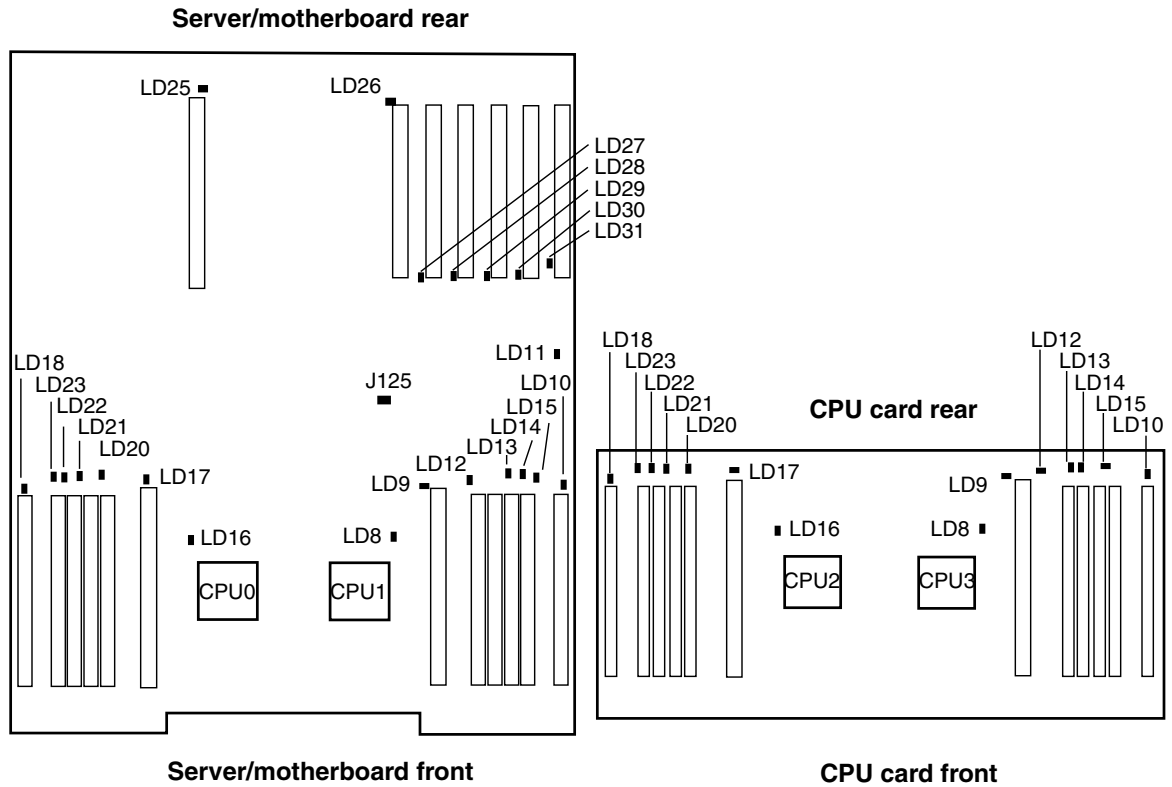 Server/motherboard rear
LD25
LD26
LD27
LD28
LD29
LD30
LD31
LD11
J125
LD18
LD23
LD22
LD21
LD20
LD17
LD10
LD15
LD14
LD13
LD12
LD9
LD16
LD8
CPU0
CPU1
Server/motherboard front
LD18
LD23
LD22
LD21
LD20
CPU card rear
LD12
LD13
LD14
LD15
LD10
LD17
LD9
LD16
LD8
CPU2
CPU3
CPU card front